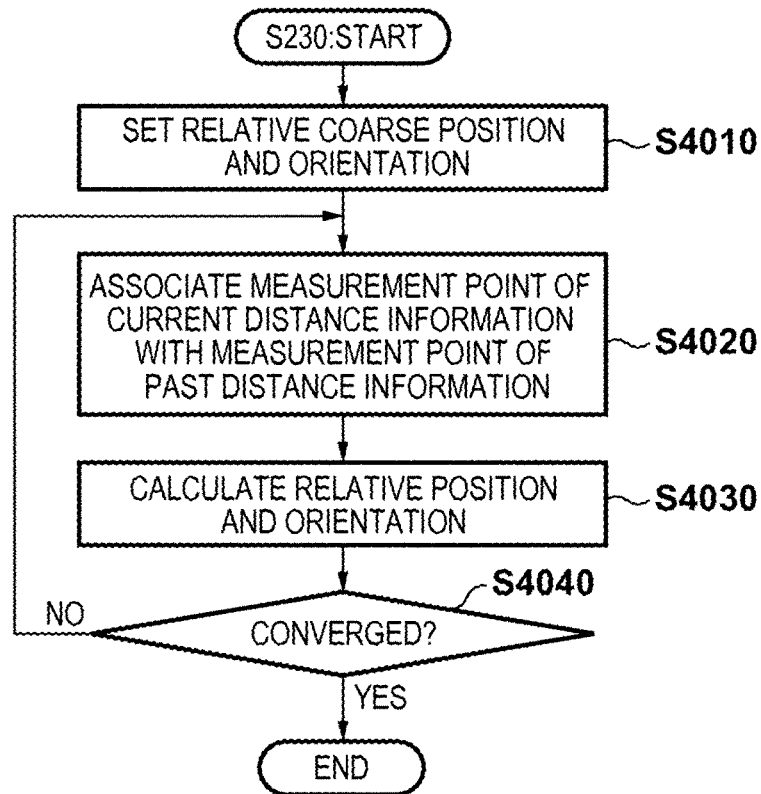 S230:START
SET RELATIVE COARSE POSITION
AND ORIENTATION
S4010
ASSOCIATE MEASUREMENT POINT OF
CURRENT DISTANCE INFORMATION
WITH MEASUREMENT POINT OF
PAST DISTANCE INFORMATION
S4020
CALCULATE RELATIVE POSITION
AND ORIENTATION
S4030
S4040
NO
CONVERGED?
YES
END